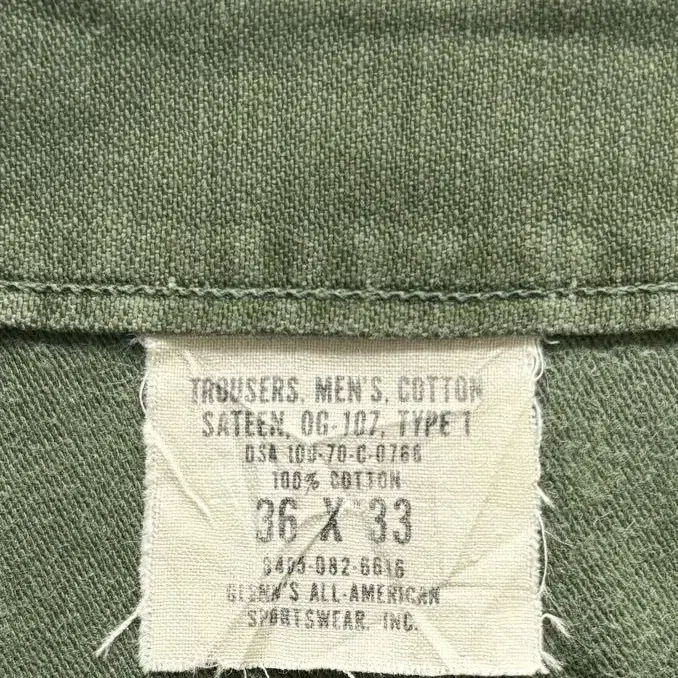 TROUSERS, MEN'S, COTTON
SATEEN, OG-107, TYPE 1
DSA 100-70-C-0766
100% COTTON
36 X 33
8405-082-6616
GLENN'S ALL-AMERICAN
SPORTSWEAR, INC.